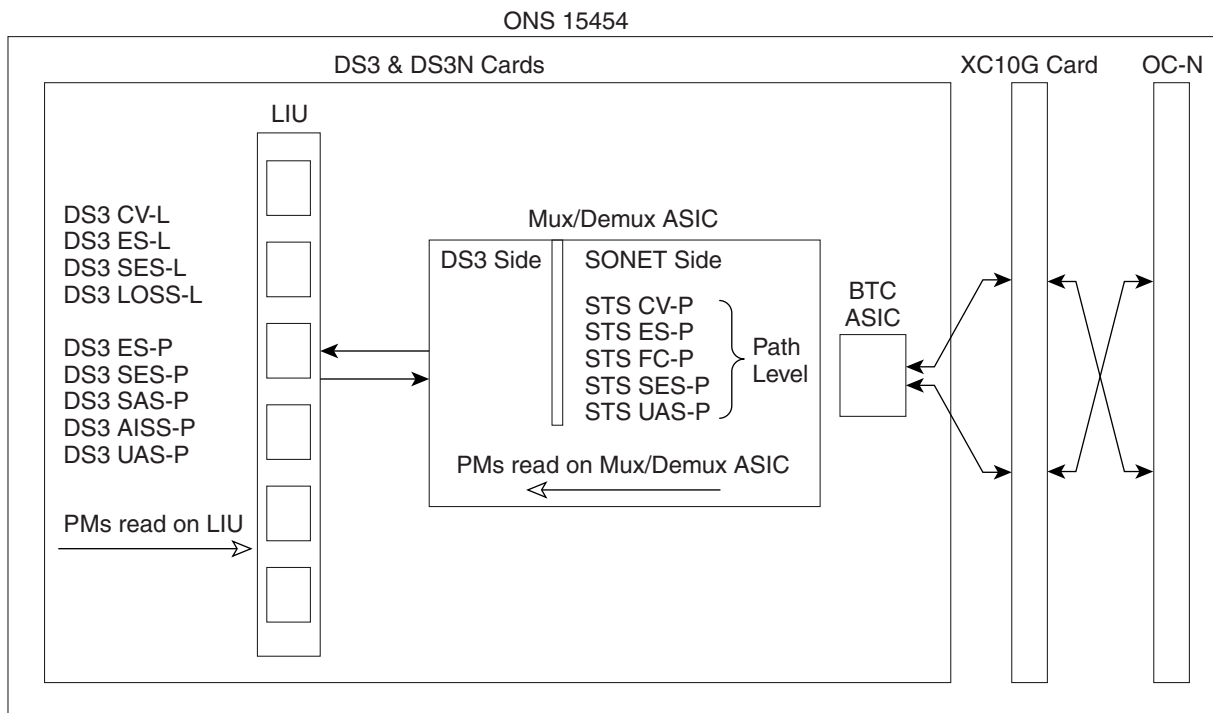 ONS 15454
DS3 & DS3N Cards
XC10G Card
OC-N
LIU
DS3 CV-L
DS3 ES-L
DS3 SES-L
DS3 LOSS-L
DS3 ES-P
DS3 SES-P
DS3 SAS-P
DS3 AISS-P
DS3 UAS-P
PMs read on LIU
Mux/Demux ASIC
DS3 Side
SONET Side
STS CV-P
STS ES-P
STS FC-P
STS SES-P
STS UAS-P
Path
Level
PMs read on Mux/Demux ASIC
BTC
ASIC